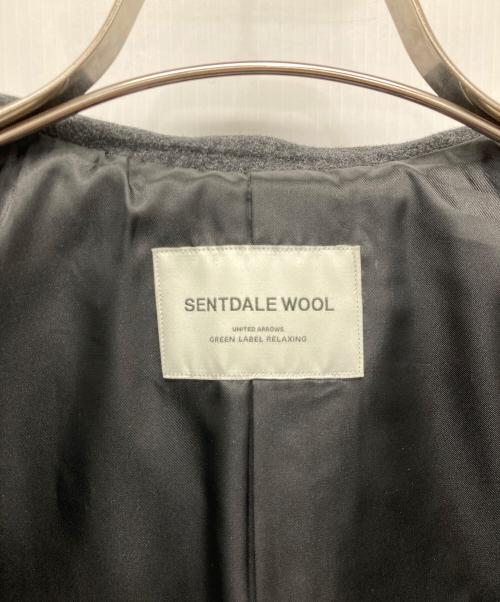 SENTDALE WOOL
UNITED ARROWS
GREEN LABEL RELAXING